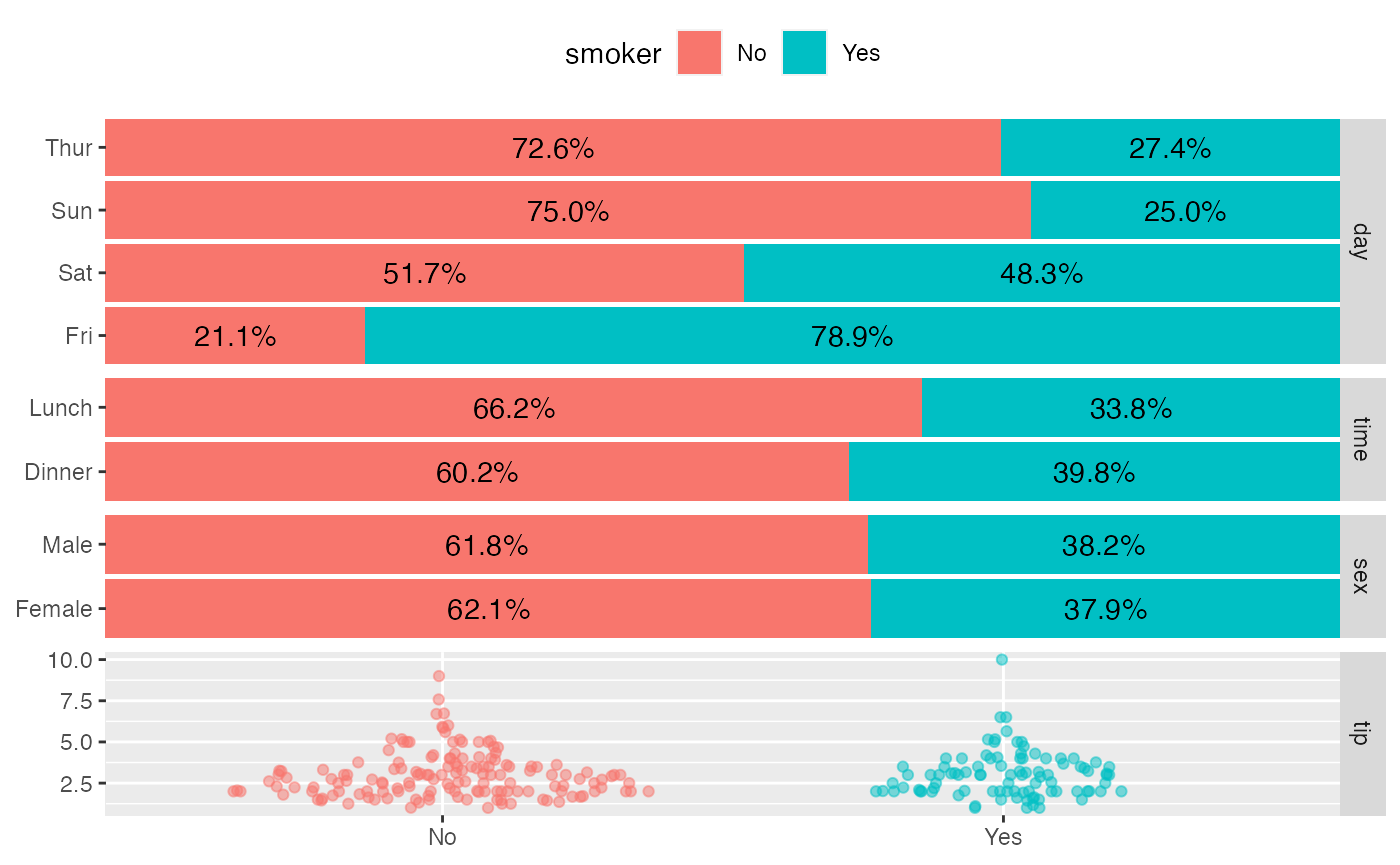 smoker No Yes
Thur 72.6% 27.4%
Sun 75.0% 25.0%
Sat 51.7% 48.3%
Fri 21.1% 78.9%
day
Lunch 66.2% 33.8%
Dinner 60.2% 39.8%
time
Male 61.8% 38.2%
Female 62.1% 37.9%
sex
10.0
7.5
5.0
2.5
tip
No Yes